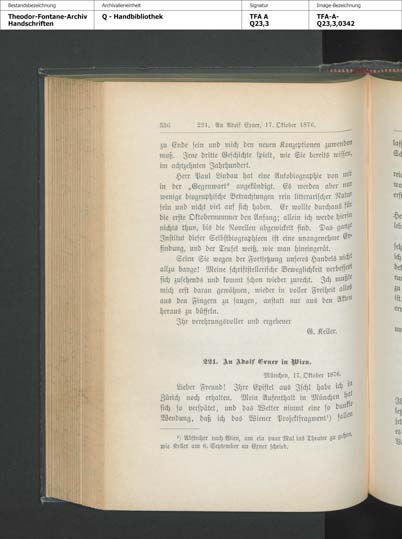 Bestandsbezeichnung
Theodor-Fontane-Archiv
Handschriften
Archivalieneinheit
Q - Handbibliothek
Signatur
TFA A
Q23,3
Image-Bezeichnung
TFA-A-
Q23,3,0342
336 221. An Adolf Exner, 17. Oktober 1876.
zu Ende sein und mich den neuen Konzeptionen zuwenden
muß. Jene dritte Geschichte spielt, wie Sie bereits wissen,
im achtzehnten Jahrhundert.
Herr Paul Lindau hat eine Autobiographie von mir
in der „Gegenwart“ angekündigt. Es werden aber nur
wenige biographische Betrachtungen rein litterarischer Natur
sein und nicht viel auf sich haben. Er wollte durchaus für
die erste Oktobernummer den Anfang; allein ich werde hierin
nichts thun, bis die Novellen abgewickelt sind. Das ganze
Institut dieser Selbstbiographieen ist eine unangenehme Er-
findung, und der Teufel weiß, wie man hineingerät.
Seien Sie wegen der Fortsetzung unseres Handels nicht
allzu bange! Meine schriftstellerische Beweglichkeit verbessert
sich zusehends und kommt schon wieder zurecht. Ich mußte
mich erst daran gewöhnen, wieder in voller Freiheit alles
aus den Fingern zu saugen, anstatt nur aus den Akten
heraus zu büffeln.
Ihr verehrungsvoller und ergebener
G. Keller.
221. An Adolf Exner in Wien.
München, 17. Oktober 1876.
Lieber Freund! Ihre Epistel aus Ischl habe ich in
Zürich noch erhalten. Mein Aufenthalt in München hat
sich so verspätet, und das Wetter nimmt eine so dunkle
Wendung, daß ich das Wiener Projektfragment¹) fallen
¹) Abstecher nach Wien, um ein paar Mal ins Theater zu gehen,
wie Keller am 6. September an Exner schrieb.